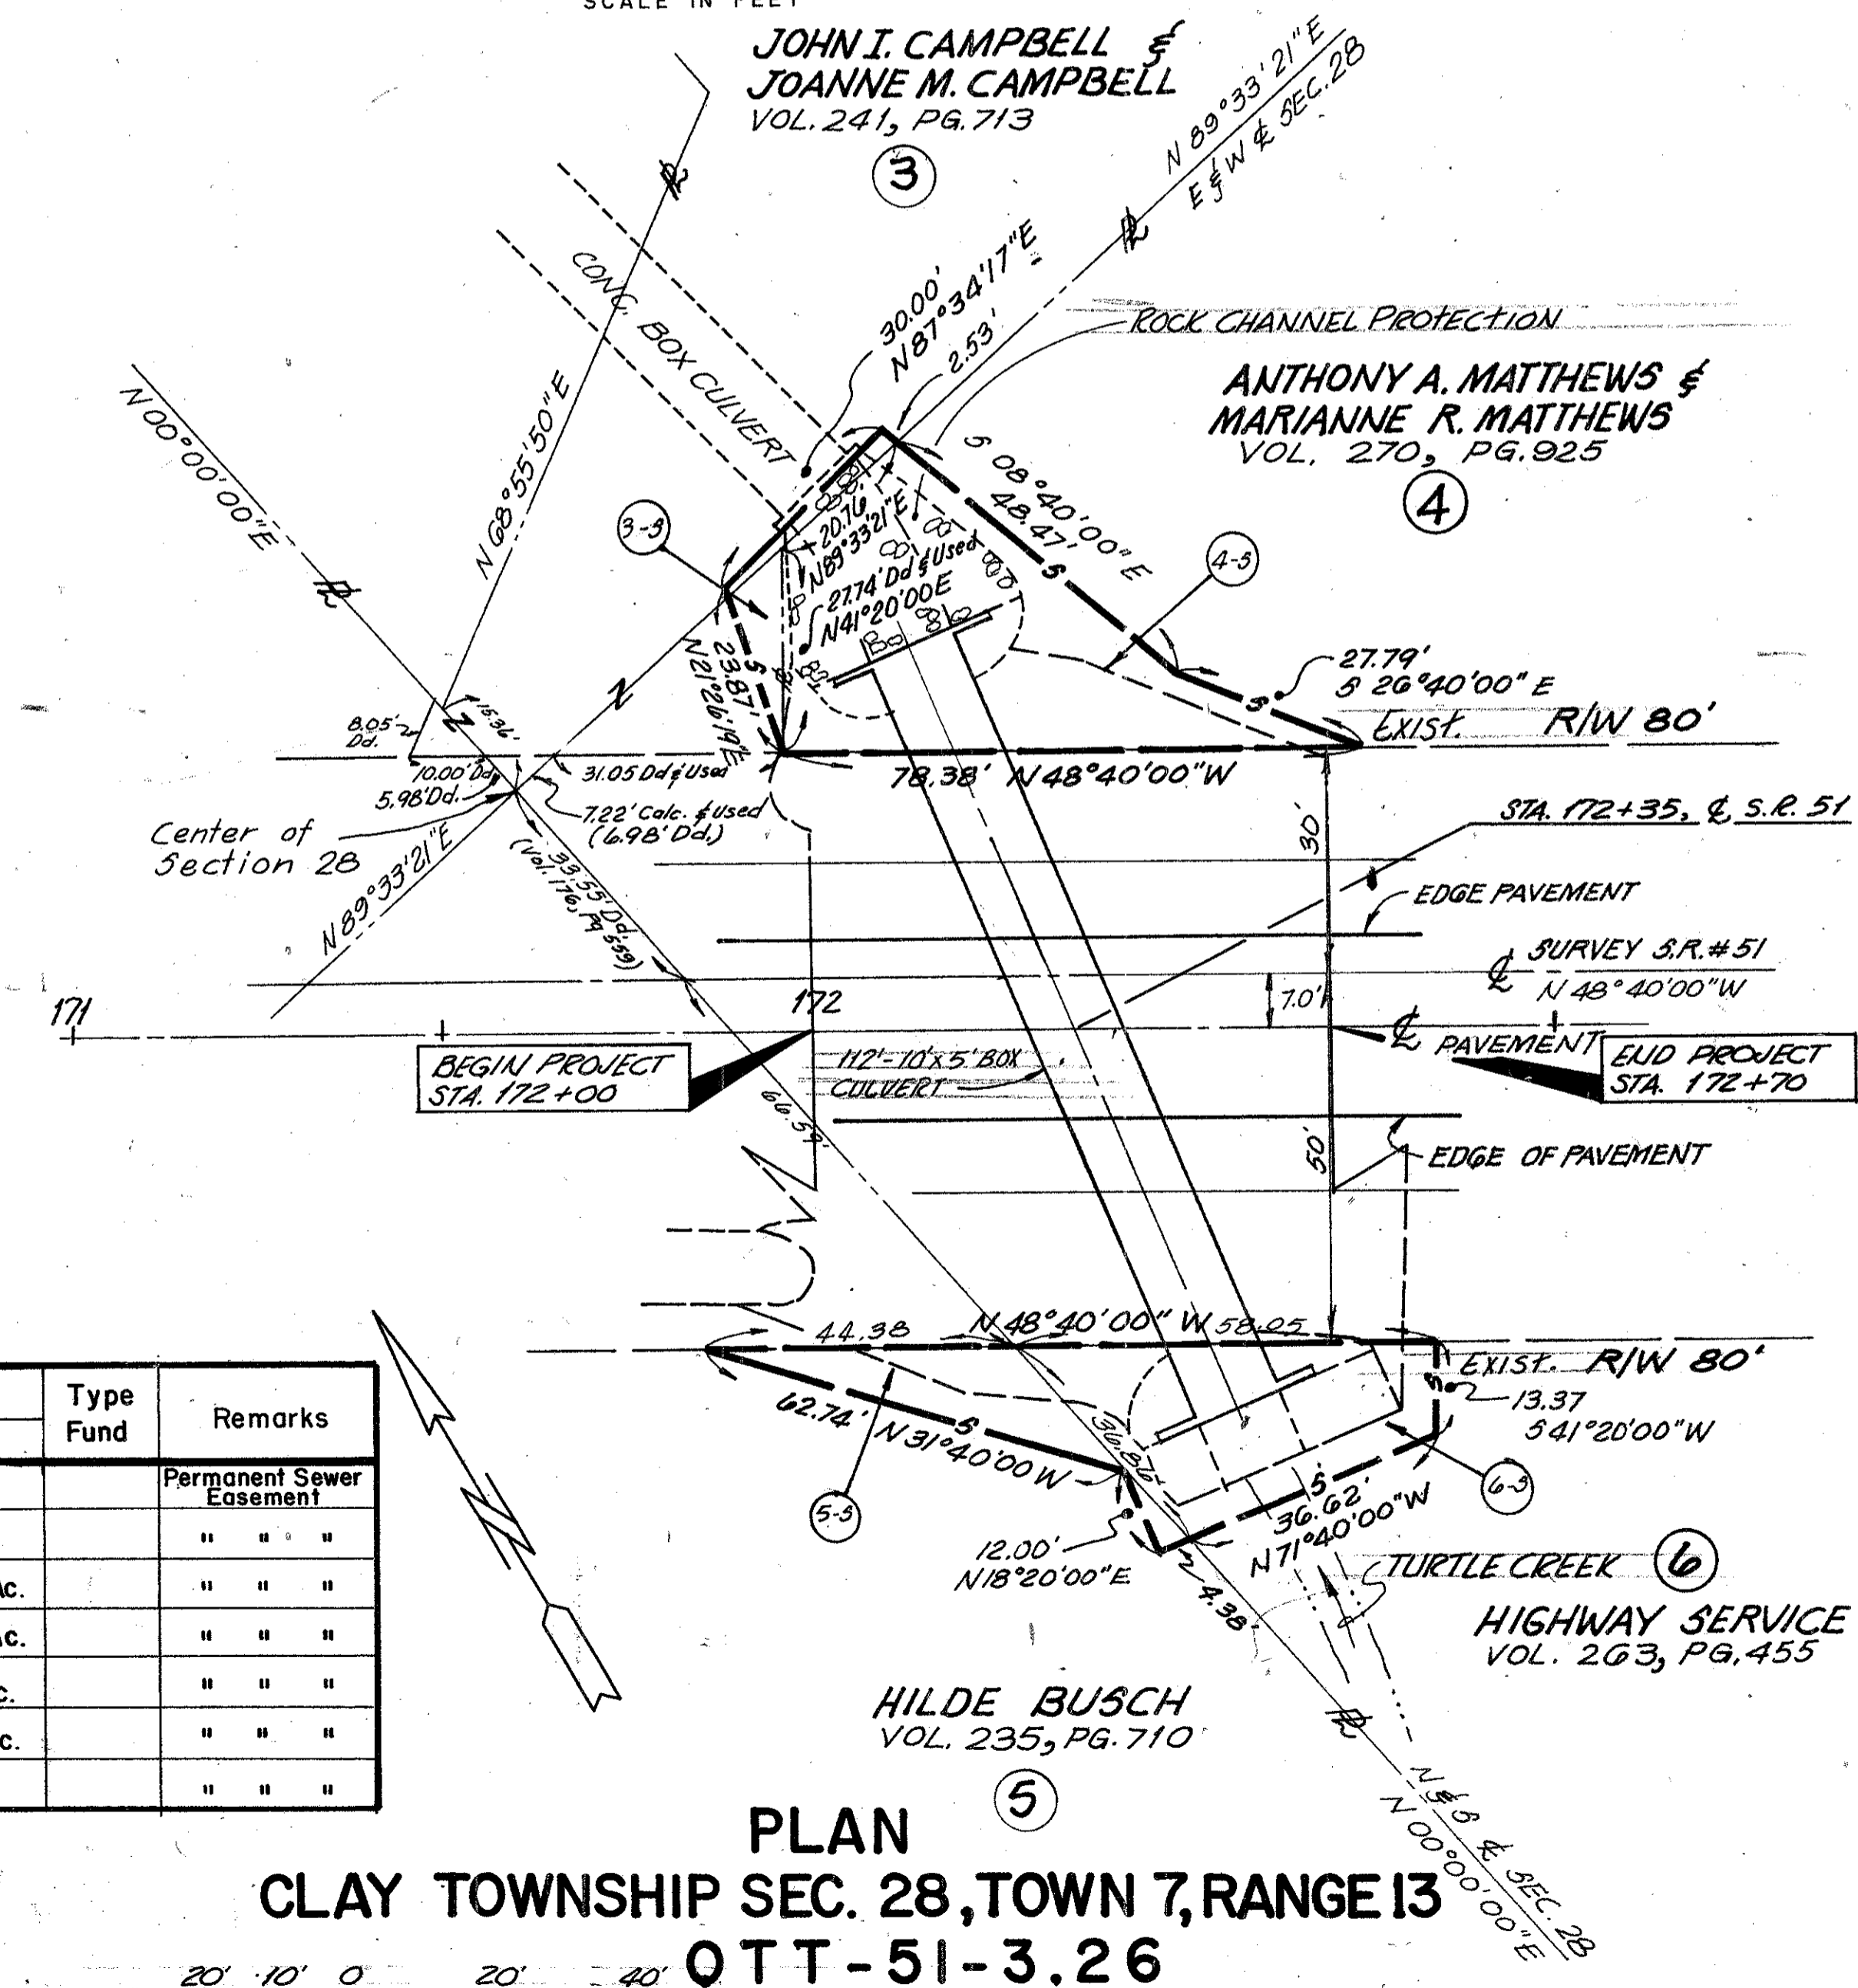 SCALE IN FEET
JOHN I. CAMPBELL &
JOANNE M. CAMPBELL
VOL. 241, PG. 713
3
N 89°33'21"E
E & W ℄ SEC. 28
℄
℄
CONC. BOX CULVERT
30.00'
N87°34'17"E
2.53'
ROCK CHANNEL PROTECTION
ANTHONY A. MATTHEWS &
MARIANNE R. MATTHEWS
VOL. 270, PG. 925
4
N 00°00'00"E
N 68°55'50"E
3-S
20.76
N89°33'21"E
27.74' Dd & Used
N41°20'00E
S 08°40'00"E
48.47'
S
4-S
27.79'
S 26°40'00"E
S
N21°26'19"E
23.87'
S
8.05'
Dd.
15.36'
10.00' Dd
5.98' Dd.
31.05 Dd & Used
7.22' Calc. & Used
(6.98' Dd.)
Exist. R/W 80'
78.38' N48°40'00"W
Center of
Section 28
N 89°33'21"E
33.55' Dd.
(Vol. 176, Pg 559)
30'
STA. 172+35, ℄ S.R. 51
EDGE PAVEMENT
℄ SURVEY S.R. #51
N 48°40'00"W
7.0'
171
172
℄ PAVEMENT
BEGIN PROJECT
STA. 172+00
112'-10'x5' BOX
CULVERT
END PROJECT
STA. 172+70
66.59'
50'
EDGE OF PAVEMENT
44.38
N 48°40'00" W
58.05
Exist. R/W 80'
S
13.37
S41°20'00"W
62.74' N31°40'00 W
S
36.86'
5-S
6-S
S
36.62'
N71°40'00"W
12.00'
N18°20'00"E
4.38
TURTLE CREEK
6
HIGHWAY SERVICE
VOL. 263, PG. 455
HILDE BUSCH
VOL. 235, PG. 710
5
N & S ℄ SEC. 28
N 00°00'00"E
Type
Fund
Remarks
Permanent Sewer
Easement
" " "
AC. " " "
AC. " " "
C. " " "
C. " " "
" " "
PLAN
CLAY TOWNSHIP SEC. 28, TOWN 7, RANGE 13
OTT-51-3.26
20' 10' 0 20' 40'